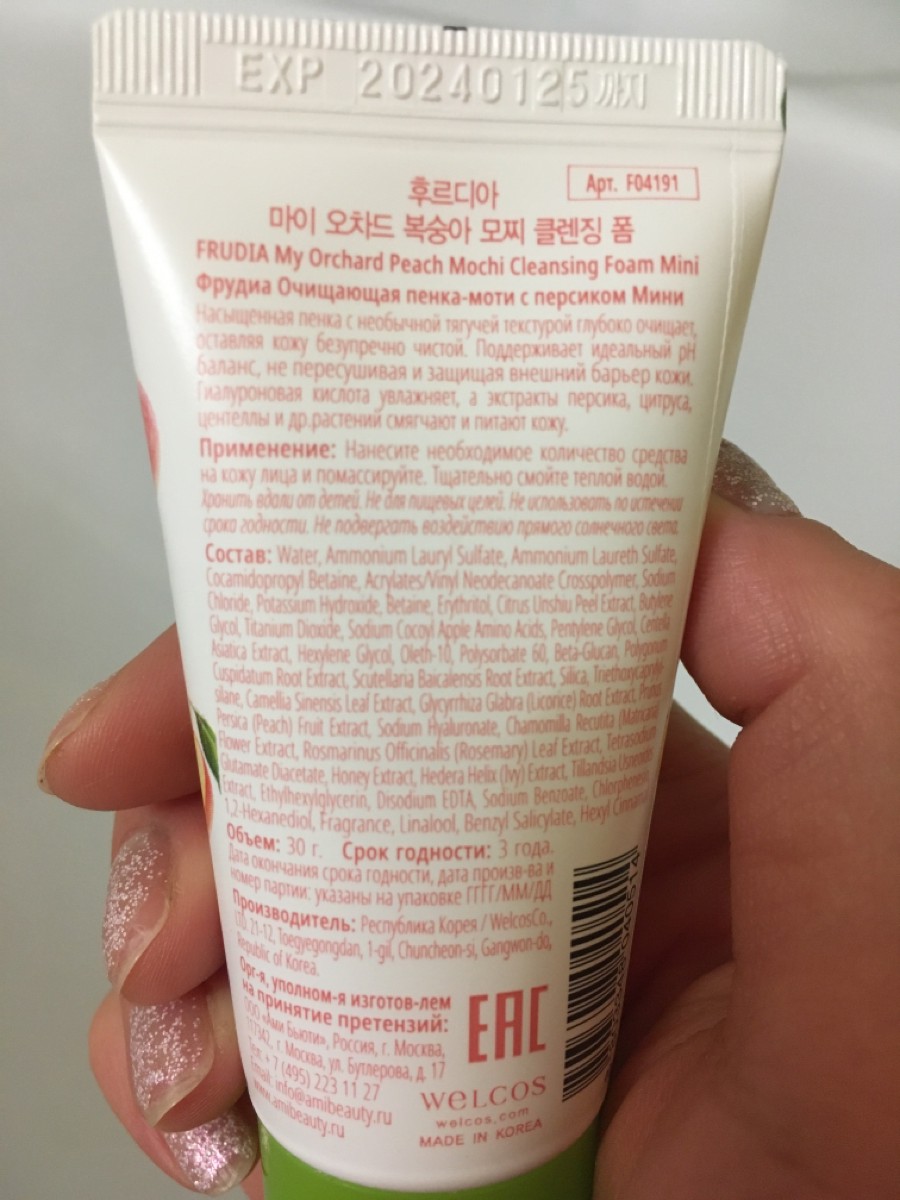 EXP 20240125까지
Арт. F04191
후르디아
마이 오차드 복숭아 모찌 클렌징 폼
FRUDIA My Orchard Peach Mochi Cleansing Foam Mini
Фрудиа Очищающая пенка-моти с персиком Мини
Насыщенная пенка с необычной тягучей текстурой глубоко очищает,
оставляя кожу безупречно чистой. Поддерживает идеальный pH
баланс, не пересушивая и защищая внешний барьер кожи.
Гиалуроновая кислота увлажняет, а экстракты персика, цитруса,
центеллы и др.растений смягчают и питают кожу.
Применение: Нанесите необходимое количество средства
на кожу лица и помассируйте. Тщательно смойте теплой водой.
Хранить вдали от детей. Не для пищевых целей. Не использовать по истечении
срока годности. Не подвергать воздействию прямого солнечного света.
Состав: Water, Ammonium Lauryl Sulfate, Ammonium Laureth Sulfate,
Cocamidopropyl Betaine, Acrylates/Vinyl Neodecanoate Crosspolymer, Sodium
Chloride, Potassium Hydroxide, Betaine, Erythritol, Citrus Unshiu Peel Extract, Butylene
Glycol, Titanium Dioxide, Sodium Cocoyl Apple Amino Acids, Pentylene Glycol, Centella
Asiatica Extract, Hexylene Glycol, Oleth-10, Polysorbate 60, Beta-Glucan, Polygonum
Cuspidatum Root Extract, Scutellaria Baicalensis Root Extract, Silica, Triethoxycapryly-
silane, Camellia Sinensis Leaf Extract, Glycyrrhiza Glabra (Licorice) Root Extract, Prunus
Persica (Peach) Fruit Extract, Sodium Hyaluronate, Chamomilla Recutita (Matricaria)
Flower Extract, Rosmarinus Officinalis (Rosemary) Leaf Extract, Tetrasodium
Glutamate Diacetate, Honey Extract, Hedera Helix (Ivy) Extract, Tillandsia Usneoides
Extract, Ethylhexylglycerin, Disodium EDTA, Sodium Benzoate, Chlorphenesin,
1,2-Hexanediol, Fragrance, Linalool, Benzyl Salicylate, Hexyl Cinnamal
Объем: 30 г. Срок годности: 3 года.
Дата окончания срока годности, дата произв-ва и
номер партии: указаны на упаковке ГГГГ/ММ/ДД
Производитель: Республика Корея / WelcosCo.,
LTD. 21-12, Toegyegongdan, 1-gil, Chuncheon-si, Gangwon-do,
Republic of Korea.
Орг-я, уполном-я изготов-лем
на принятие претензий:
ООО «Ами Бьюти», Россия, г. Москва,
117342, г. Москва, ул. Бутлерова, д. 17
Тел: + 7 (495) 223 11 27
Email: info@amibeauty.ru
www.amibeauty.ru
EAC
WELCOS
welcos.com
MADE IN KOREA